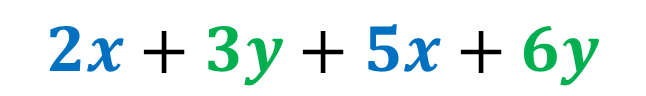 2x + 3y + 5x + 6y